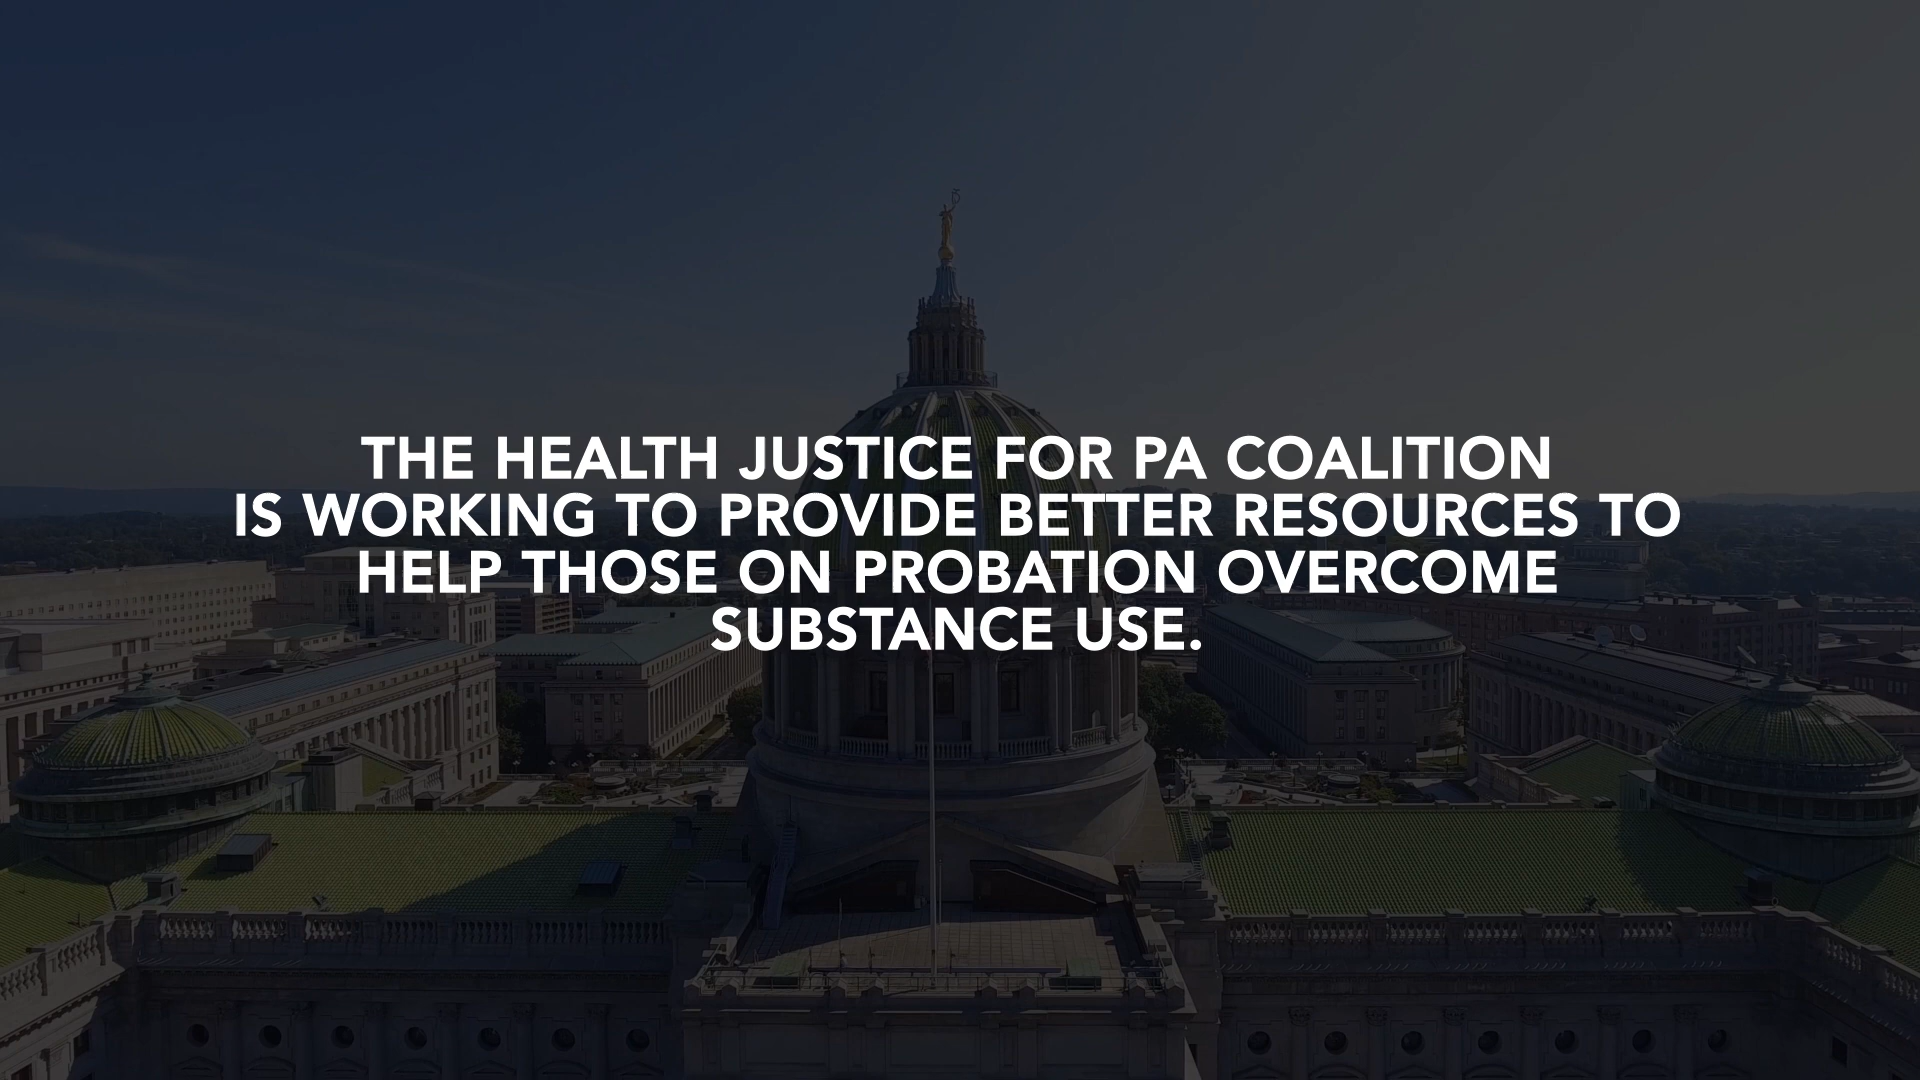 THE HEALTH JUSTICE FOR PA COALITION
IS WORKING TO PROVIDE BETTER RESOURCES TO
HELP THOSE ON PROBATION OVERCOME
SUBSTANCE USE.